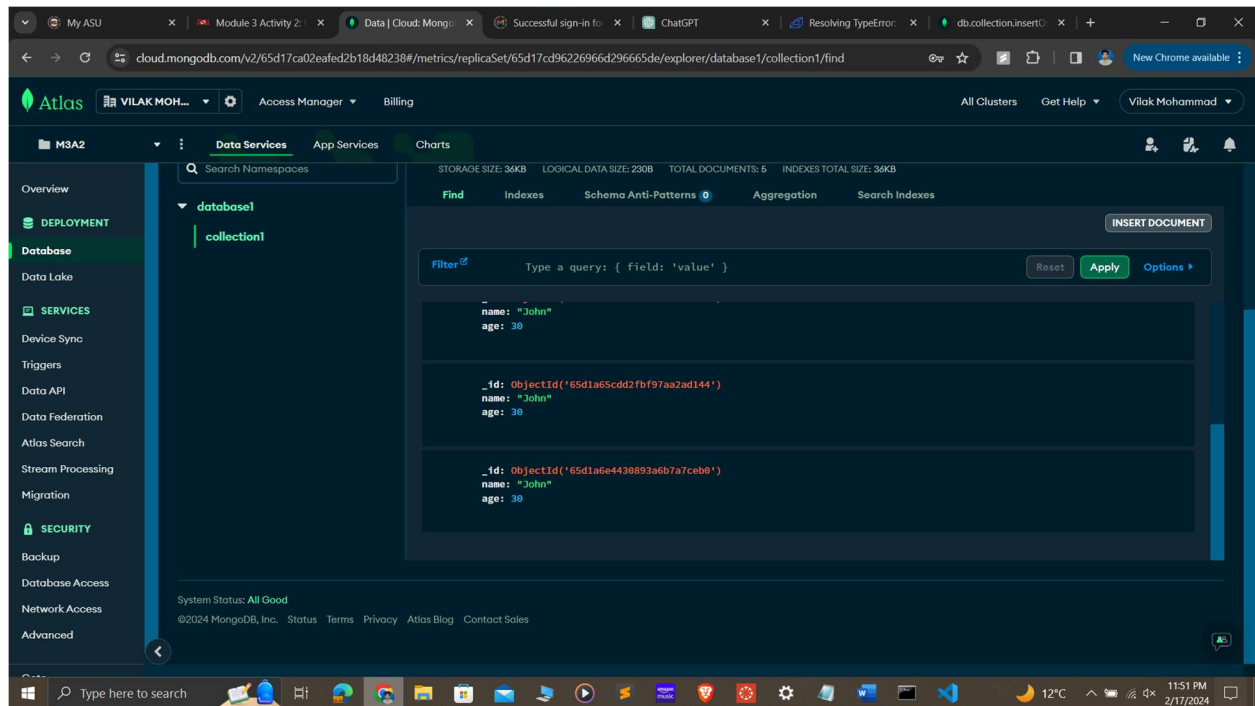 My ASU
Module 3 Activity 2:
Data | Cloud: Mongo
Successful sign-in fo
ChatGPT
Resolving TypeError:
db.collection.insertO
cloud.mongodb.com/v2/65d17ca02eafed2b18d48238#/metrics/replicaSet/65d17cd96226966d296665de/explorer/database1/collection1/find
New Chrome available
Atlas
VILAK MOH...
Access Manager
Billing
All Clusters
Get Help
Vilak Mohammad
M3A2
Data Services
App Services
Charts
Overview
DEPLOYMENT
Database
Data Lake
SERVICES
Device Sync
Triggers
Data API
Data Federation
Atlas Search
Stream Processing
Migration
SECURITY
Backup
Database Access
Network Access
Advanced
Search Namespaces
database1
collection1
STORAGE SIZE: 36KB LOGICAL DATA SIZE: 230B TOTAL DOCUMENTS: 5 INDEXES TOTAL SIZE: 36KB
Find Indexes Schema Anti-Patterns 0 Aggregation Search Indexes
INSERT DOCUMENT
Filter Type a query: { field: 'value' } Reset Apply Options
name: "John"
age: 30
_id: ObjectId('65d1a65cdd2fbf97aa2ad144')
name: "John"
age: 30
_id: ObjectId('65d1a6e4430893a6b7a7ceb0')
name: "John"
age: 30
System Status: All Good
©2024 MongoDB, Inc. Status Terms Privacy Atlas Blog Contact Sales
Type here to search
12°C
11:51 PM
2/17/2024